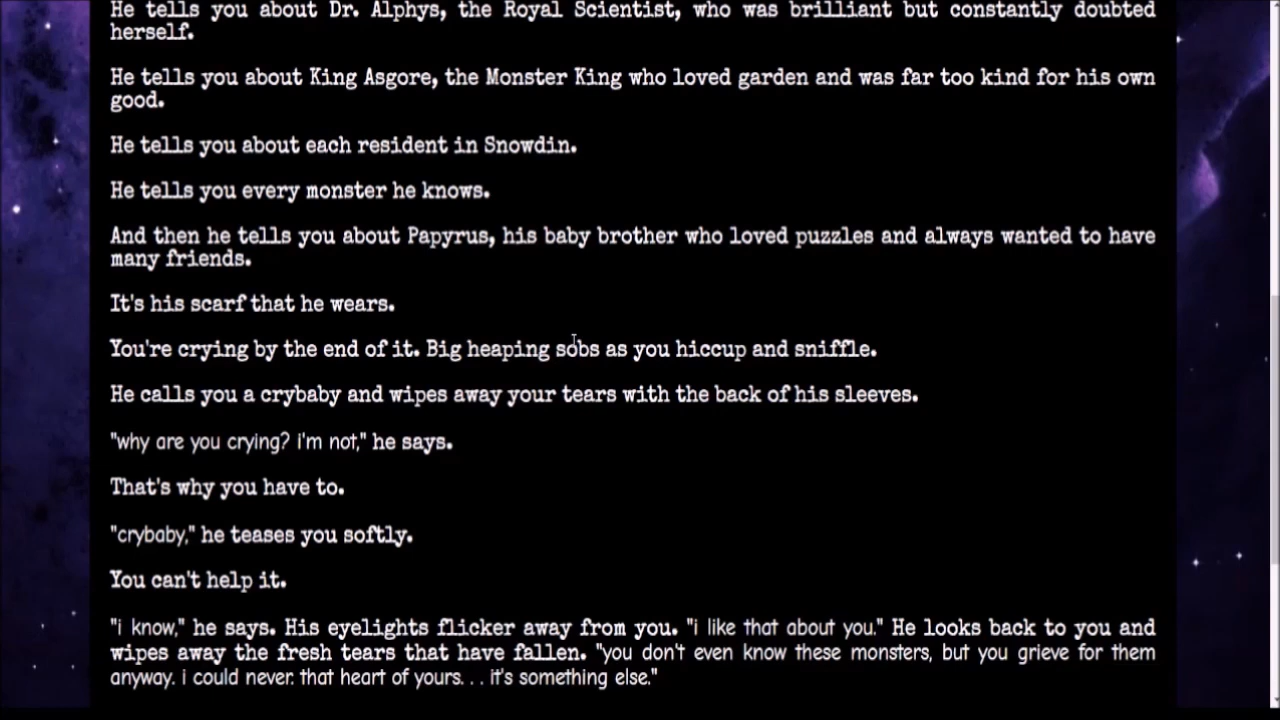 He tells you about Dr. Alphys, the Royal Scientist, who was brilliant but constantly doubted
herself.
He tells you about King Asgore, the Monster King who loved garden and was far too kind for his own
good.
He tells you about each resident in Snowdin.
He tells you every monster he knows.
And then he tells you about Papyrus, his baby brother who loved puzzles and always wanted to have
many friends.
It's his scarf that he wears.
You're crying by the end of it. Big heaping sobs as you hiccup and sniffle.
He calls you a crybaby and wipes away your tears with the back of his sleeves.
"why are you crying? i'm not," he says.
That's why you have to.
"crybaby," he teases you softly.
You can't help it.
"i know," he says. His eyelights flicker away from you. "i like that about you." He looks back to you and
wipes away the fresh tears that have fallen. "you don't even know these monsters, but you grieve for them
anyway. i could never. that heart of yours. . . it's something else."